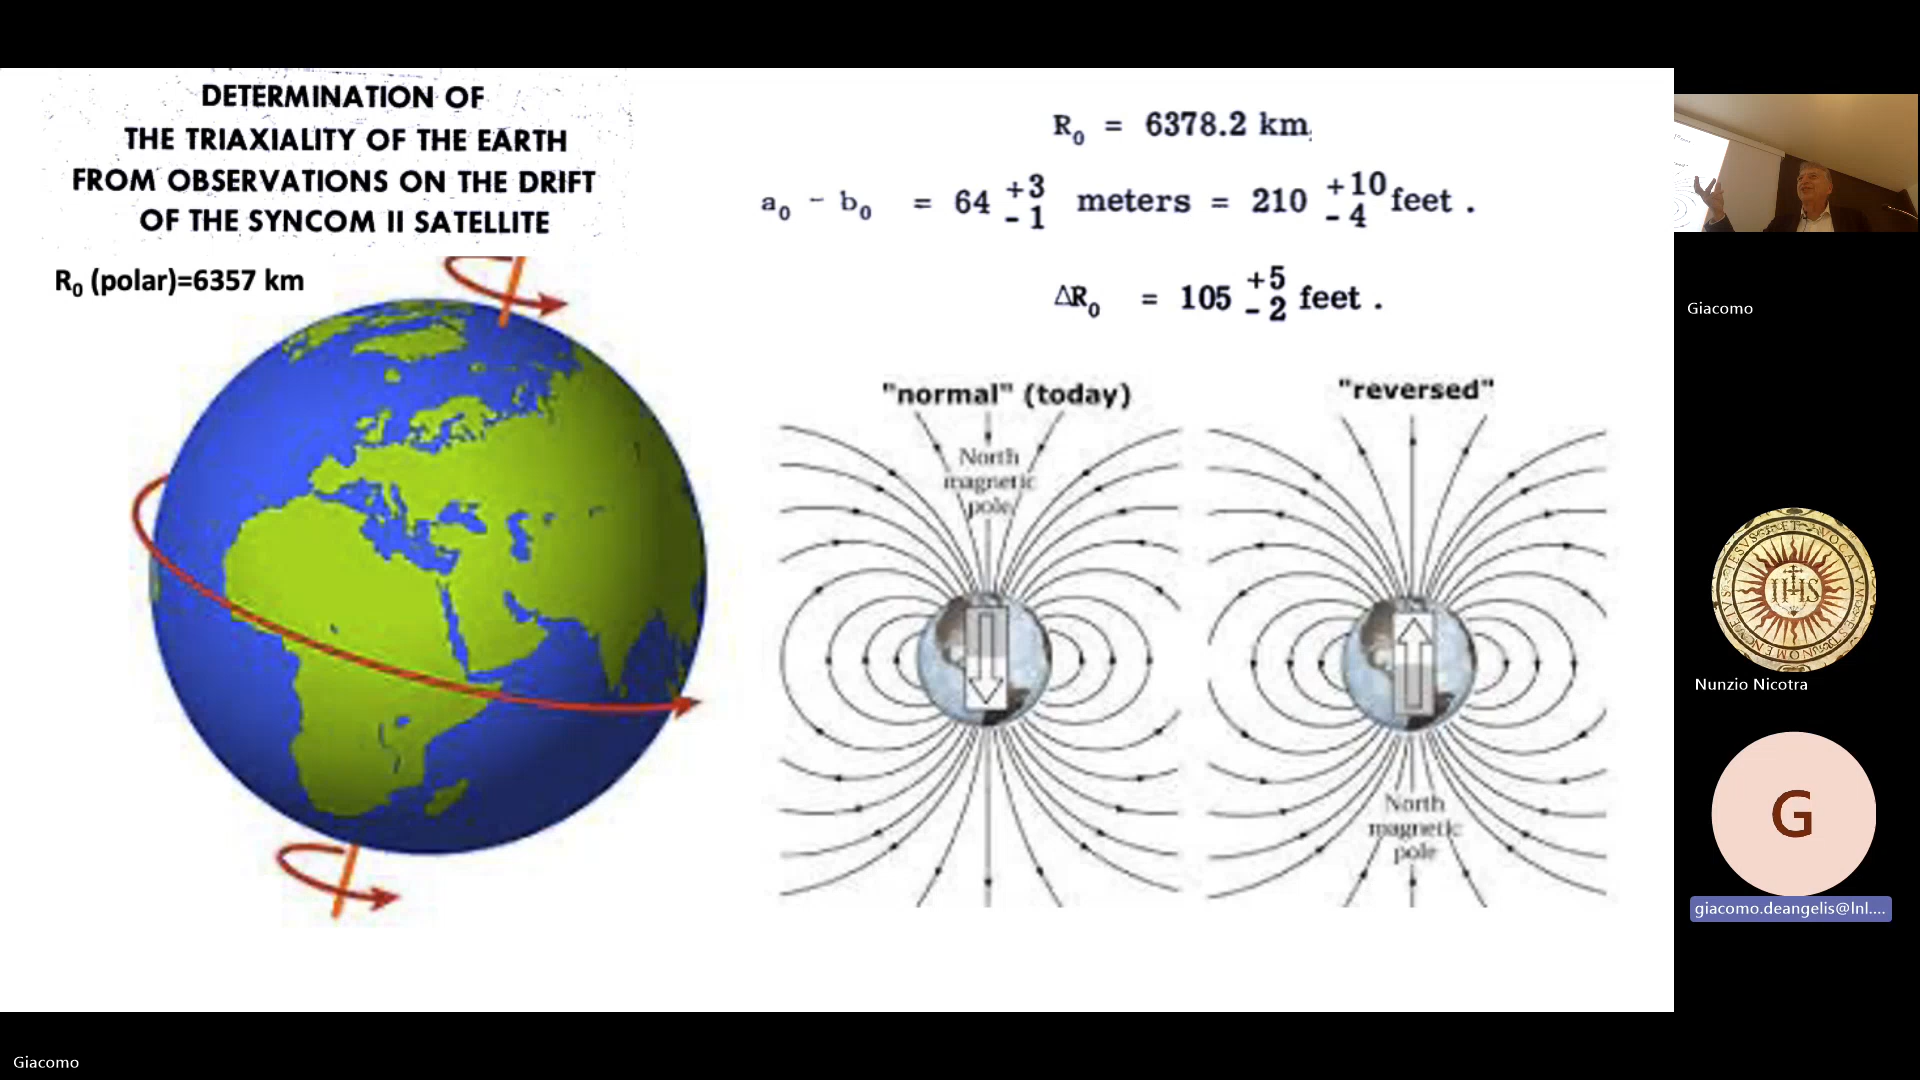 DETERMINATION OF
THE TRIAXIALITY OF THE EARTH
FROM OBSERVATIONS ON THE DRIFT
OF THE SYNCOM II SATELLITE
R₀ (polar)=6357 km
R₀ = 6378.2 km
a₀ - b₀ = 64 +3 -1 meters = 210 +10 -4 feet .
ΔR₀ = 105 +5 -2 feet .
"normal" (today)
North
magnetic
pole
"reversed"
North
magnetic
pole
Giacomo
IHS
Nunzio Nicotra
G
giacomo.deangelis@lnl....
Giacomo